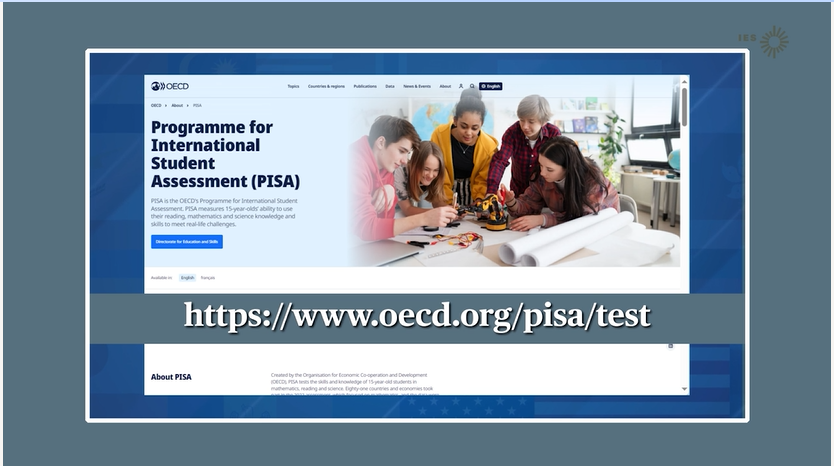 IES
OECD
Topics Countries & regions Publications Data News & Events About English
OECD > About > PISA
Programme for
International
Student
Assessment (PISA)
PISA is the OECD's Programme for International Student
Assessment. PISA measures 15-year-olds' ability to use
their reading, mathematics and science knowledge and
skills to meet real-life challenges.
Directorate for Education and Skills
Available in: English Français
https://www.oecd.org/pisa/test
About PISA
Created by the Organisation for Economic Co-operation and Development
(OECD), PISA tests the skills and knowledge of 15-year-old students in
mathematics, reading and science. Eighty-one countries and economies took